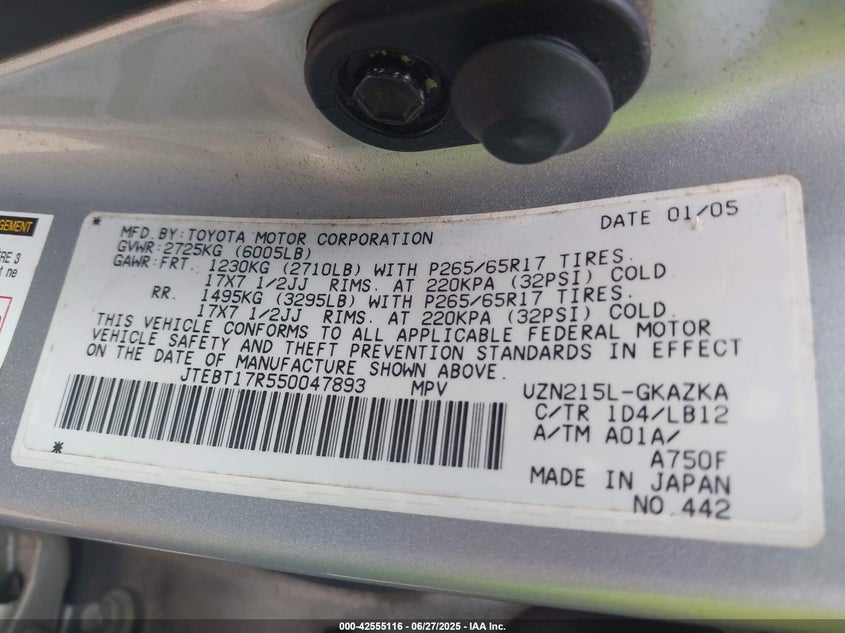 GEMENT
ÈRE 3
t ne
* DATE 01/05
MFD.BY:TOYOTA MOTOR CORPORATION
GVWR:2725KG (6005LB)
GAWR:FRT. 1230KG (2710LB) WITH P265/65R17 TIRES.
17X7 1/2JJ RIMS. AT 220KPA (32PSI) COLD.
RR. 1495KG (3295LB) WITH P265/65R17 TIRES.
17X7 1/2JJ RIMS. AT 220KPA (32PSI) COLD.
THIS VEHICLE CONFORMS TO ALL APPLICABLE FEDERAL MOTOR
VEHICLE SAFETY AND THEFT PREVENTION STANDARDS IN EFFECT
ON THE DATE OF MANUFACTURE SHOWN ABOVE.
JTEBT17R550047893 MPV UZN215L-GKAZKA
C/TR 1D4/LB12
A/TM A01A/
* A750F
MADE IN JAPAN
NO.442
000-42555116 - 06/27/2025 - IAA Inc.